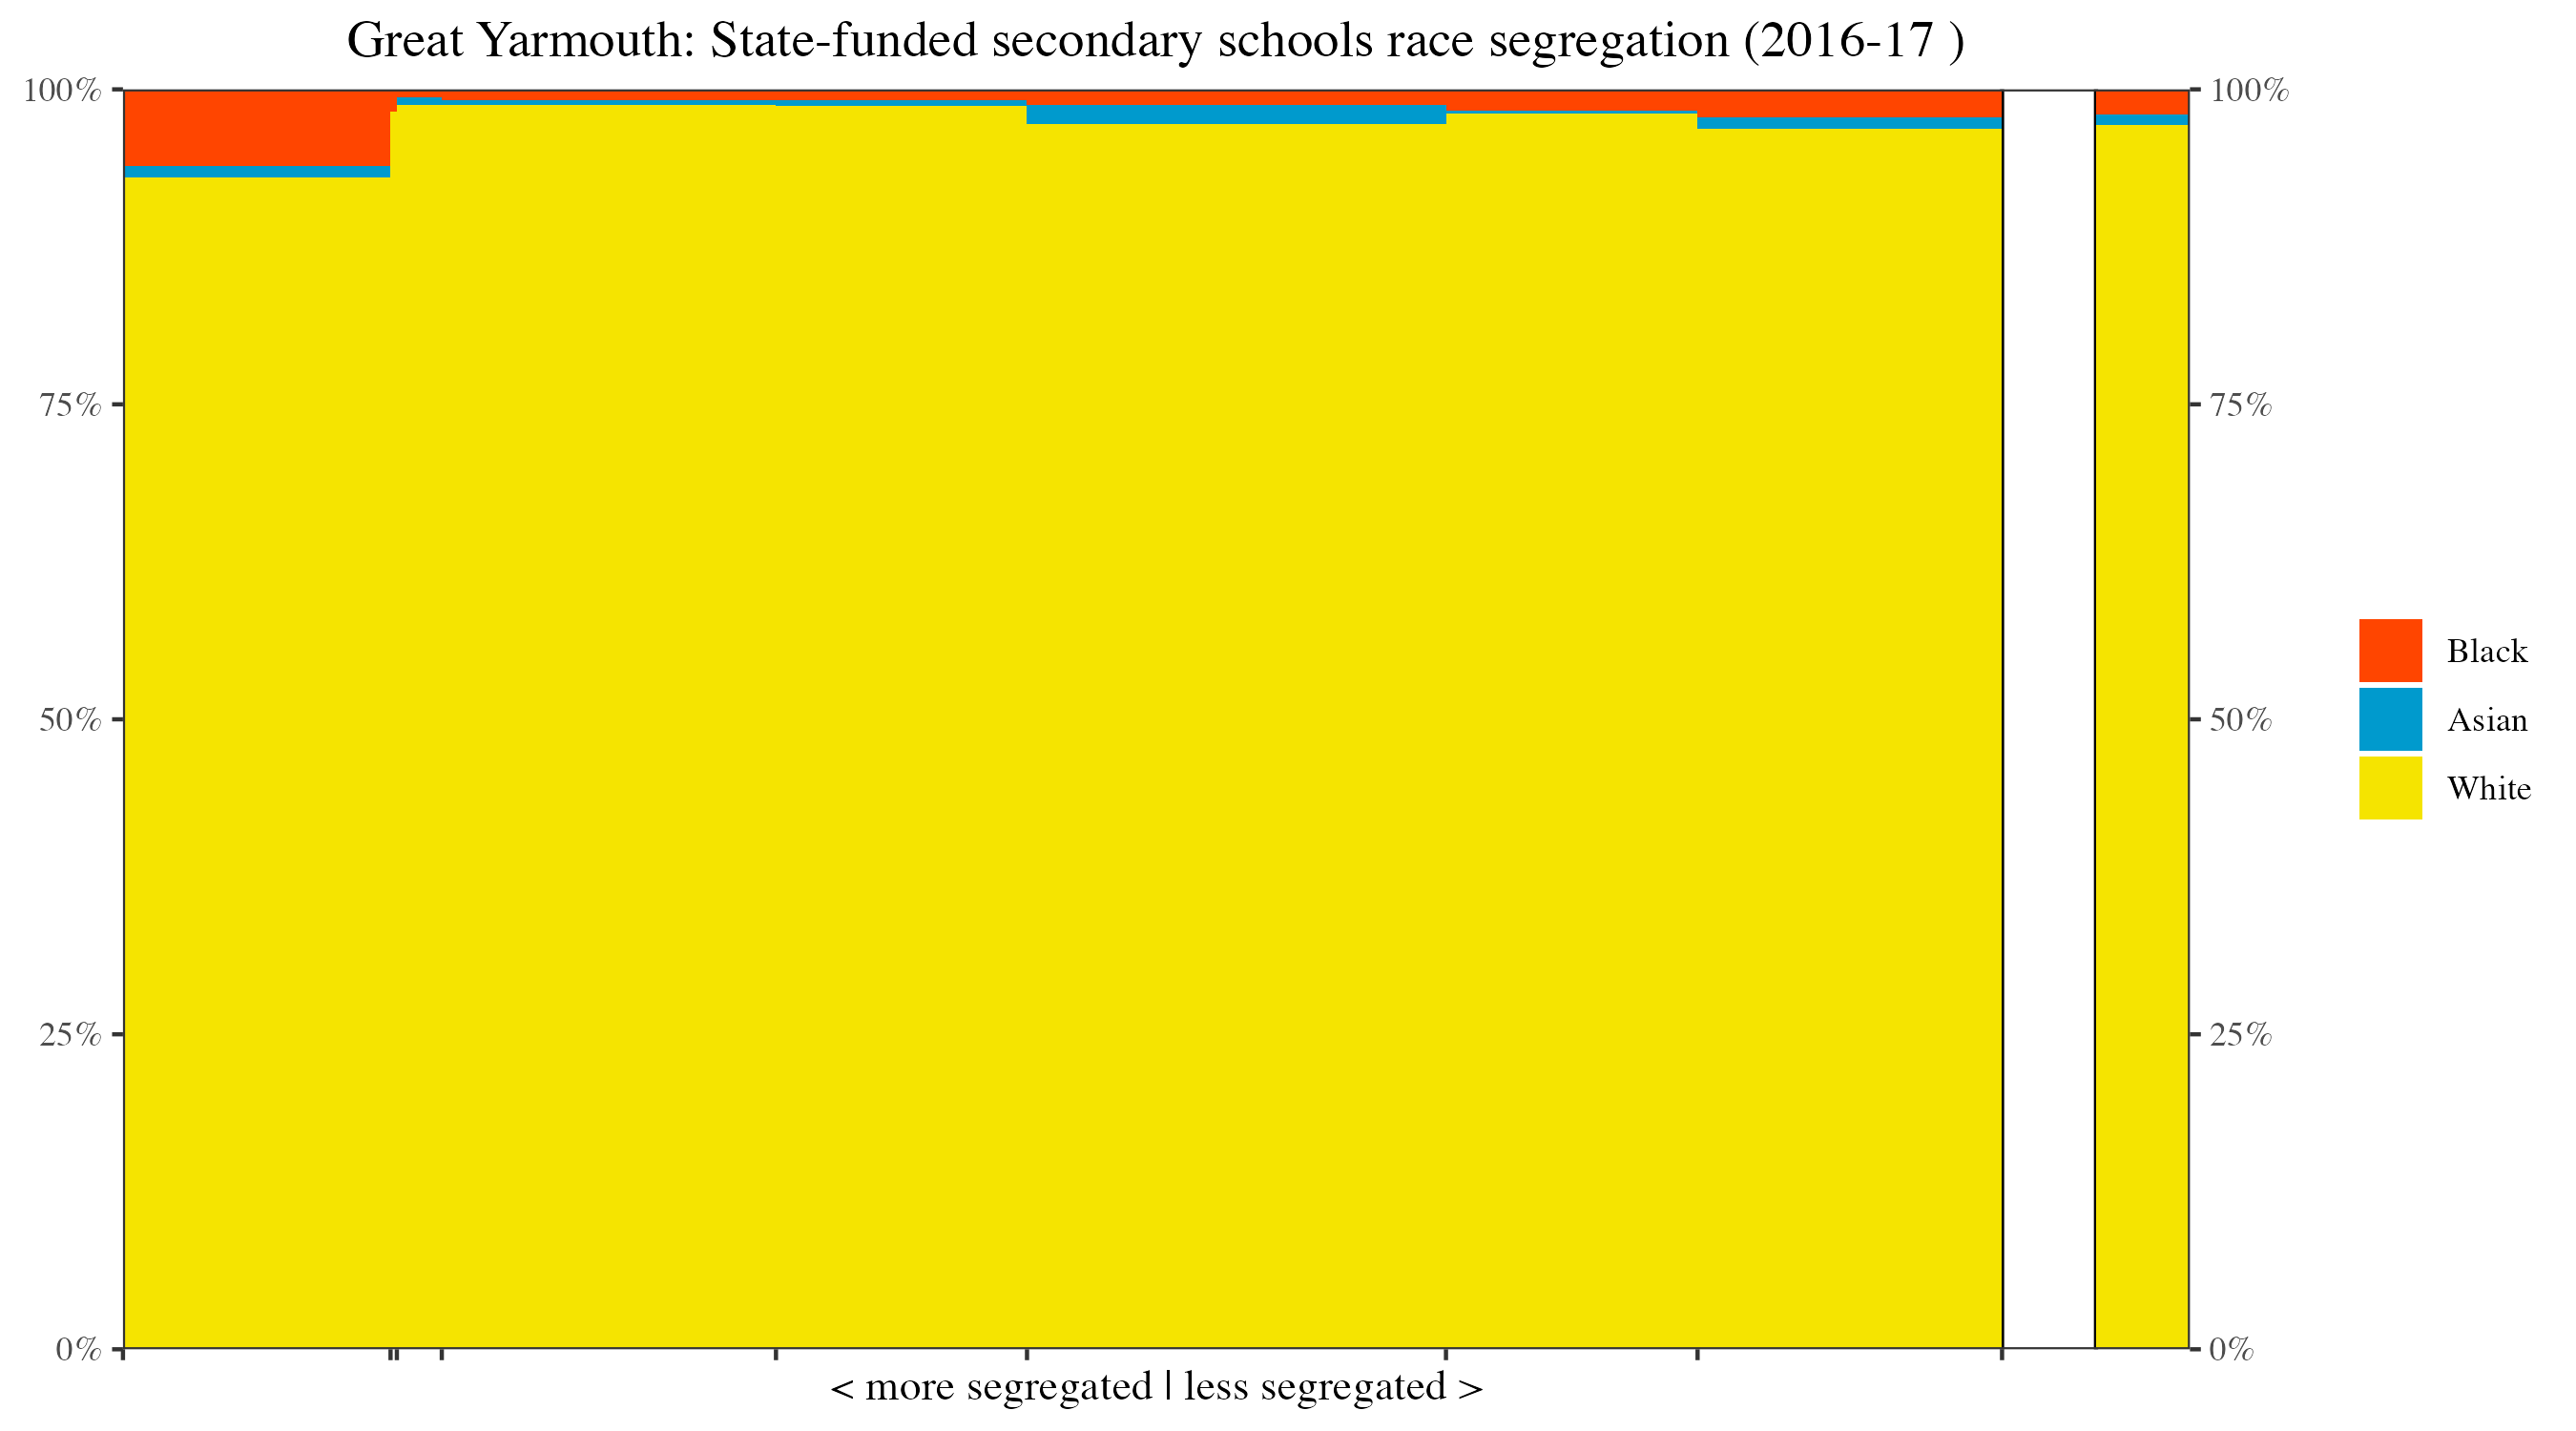 Great Yarmouth: State-funded secondary schools race segregation (2016-17 )
100%
75%
50%
25%
0%
100%
75%
50%
25%
0%
< more segregated | less segregated >
Black
Asian
White